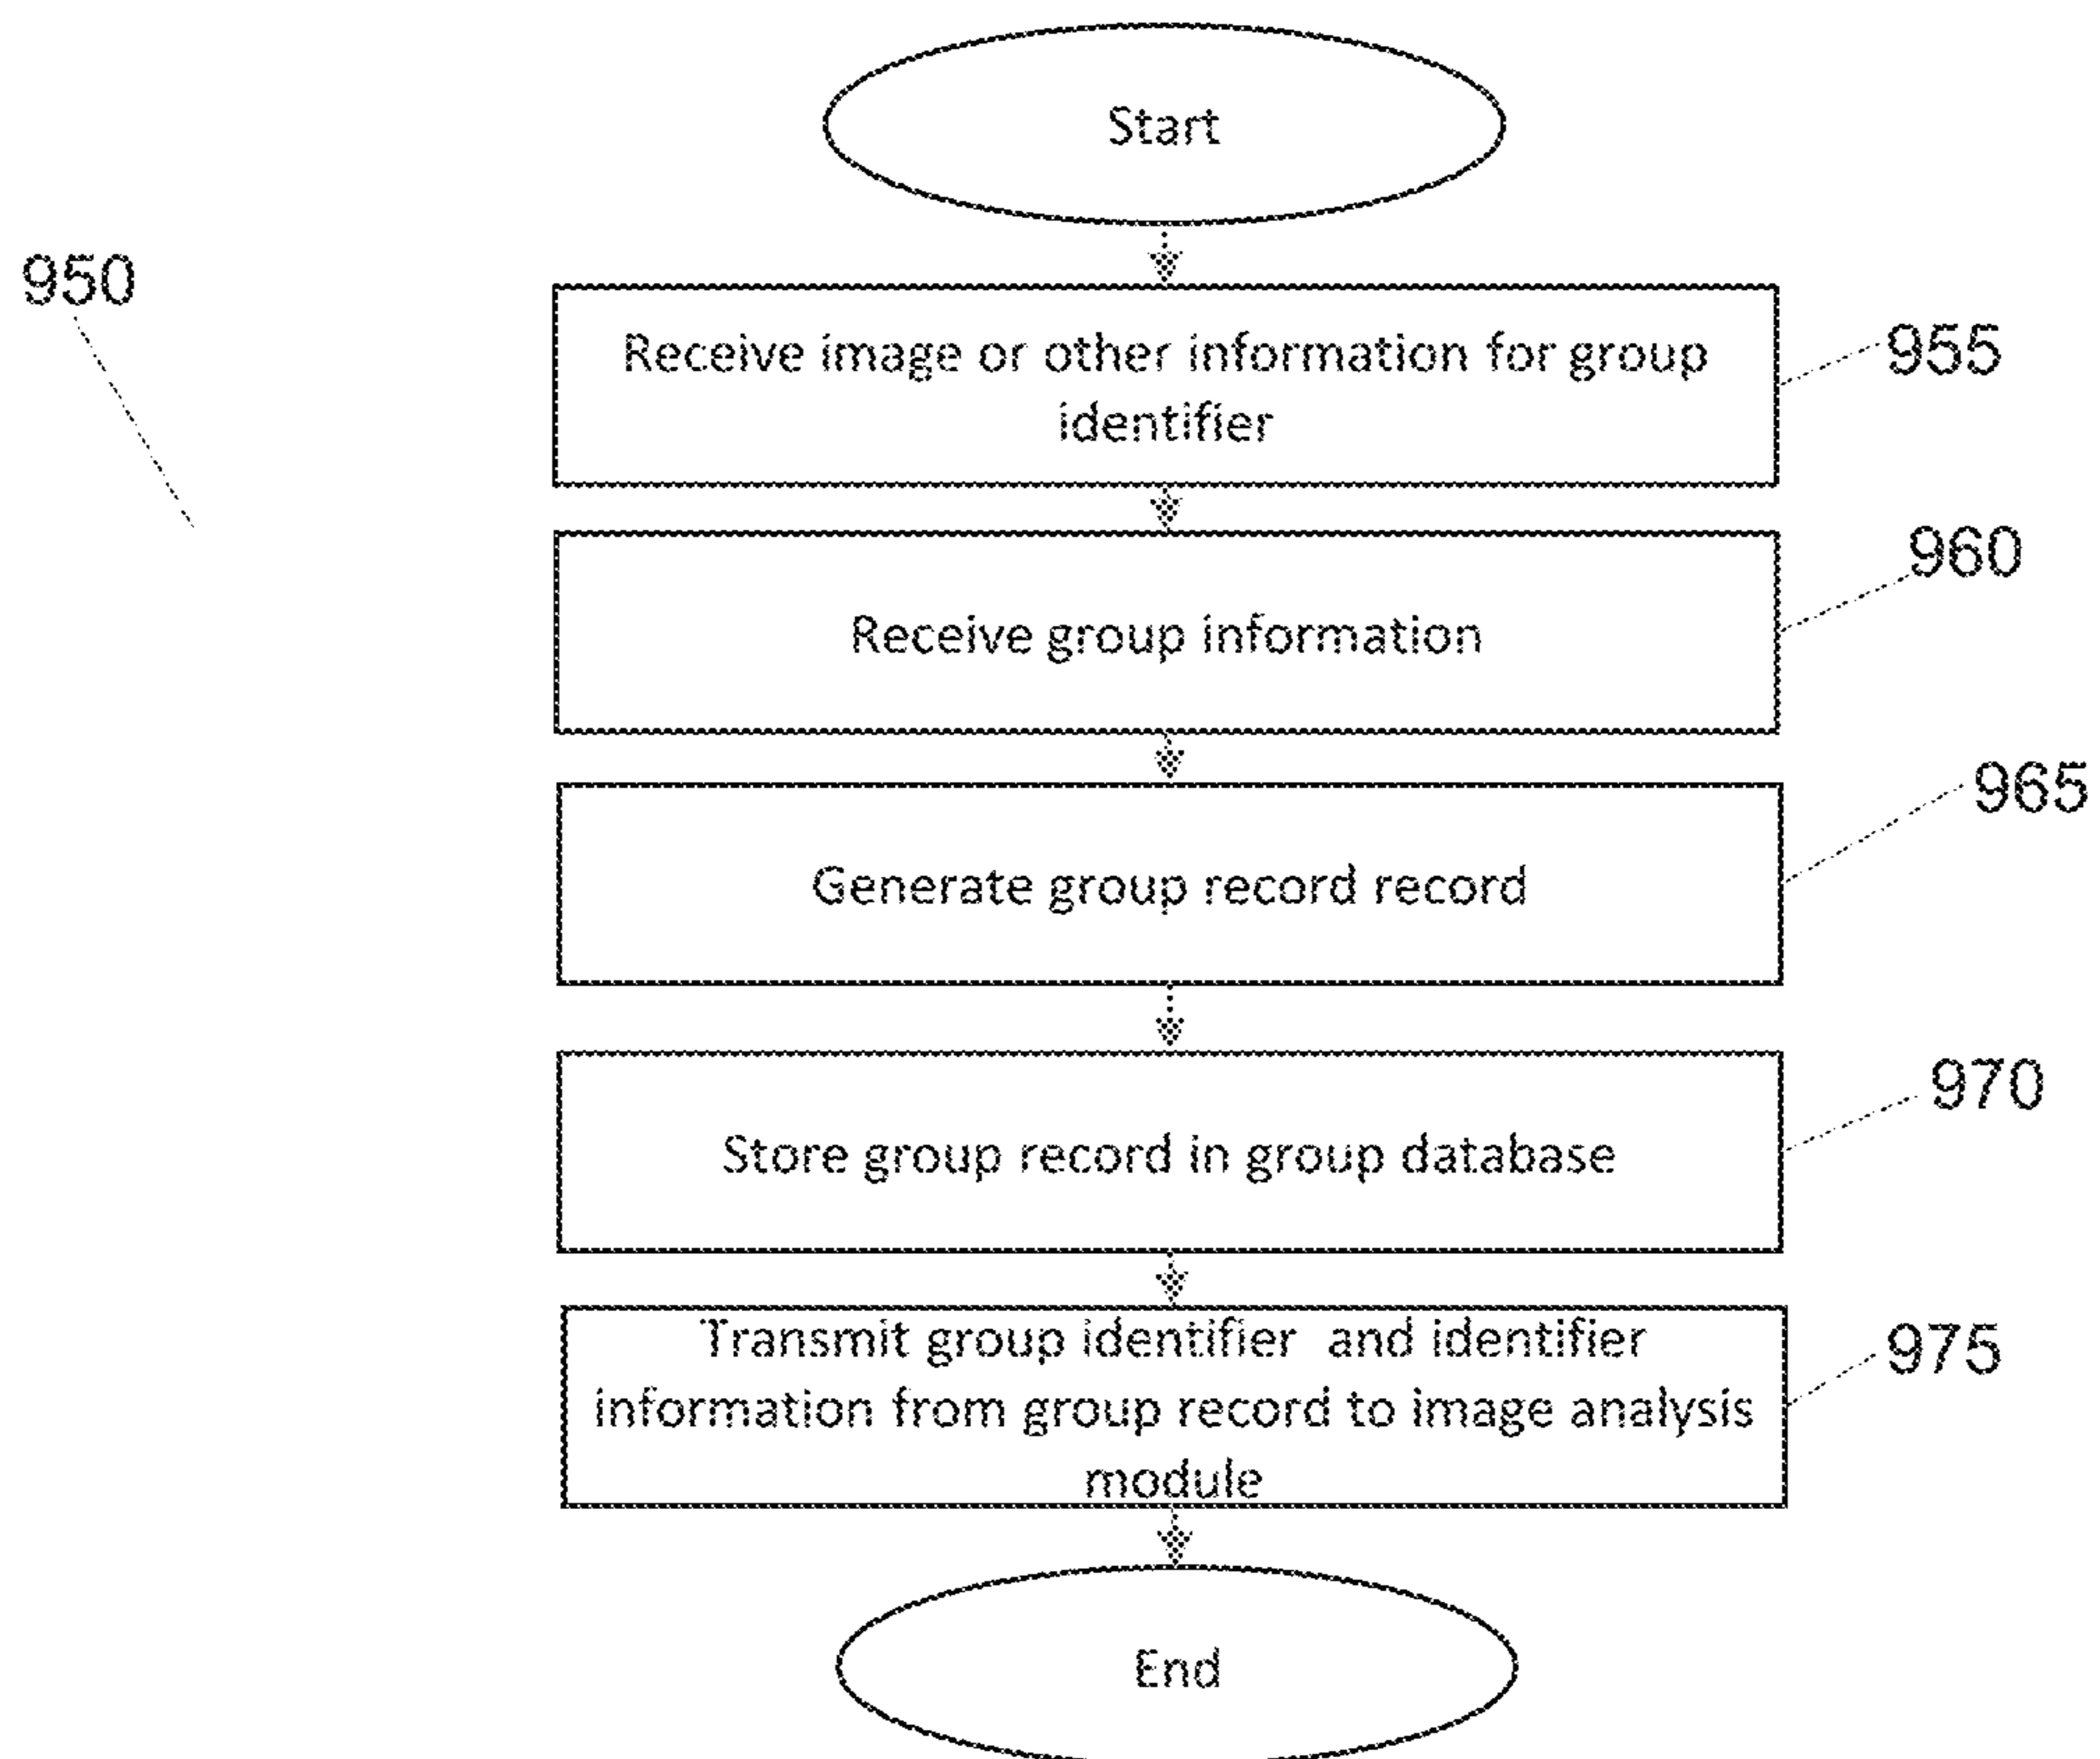 Start
950
Receive image or other information for group
identifier
955
Receive group information
960
Generate group record record
965
Store group record in group database
970
Transmit group identifier and identifier
information from group record to image analysis
module
975
End